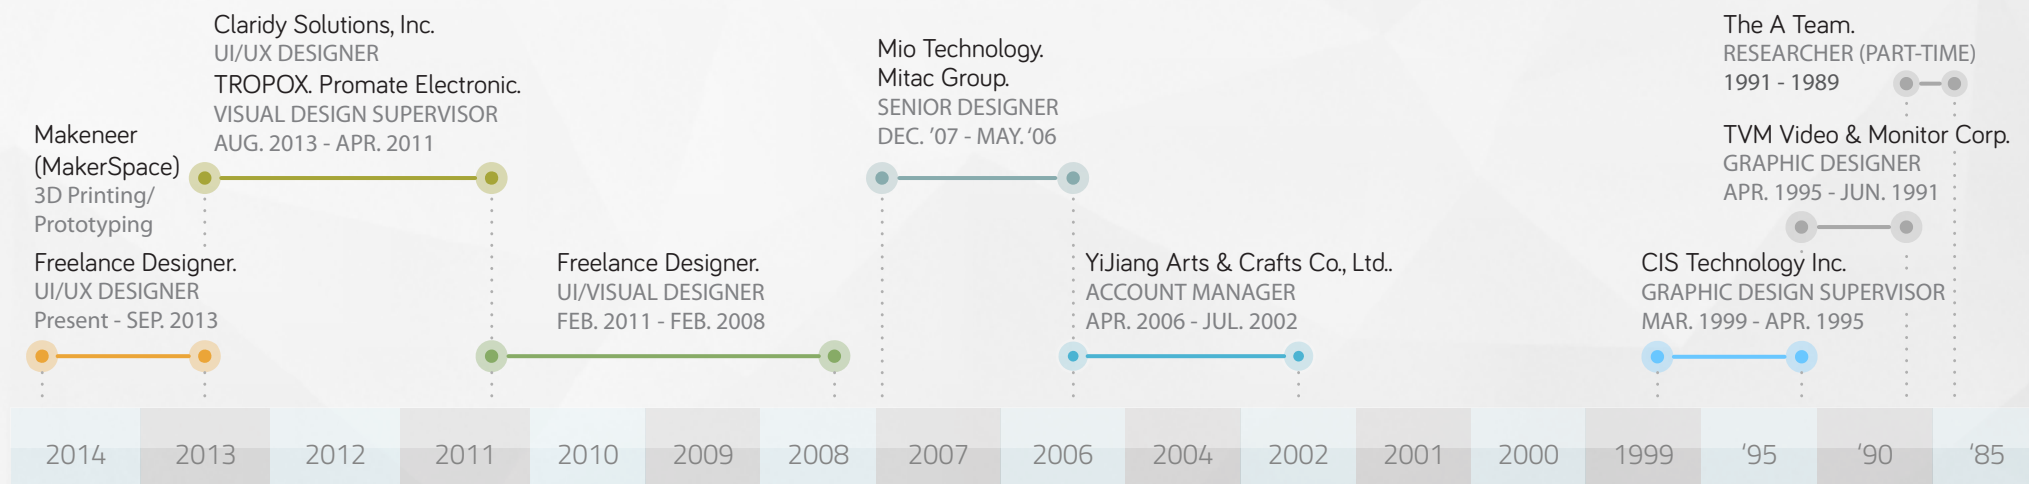 Claridy Solutions, Inc.
UI/UX DESIGNER
TROPOX. Promate Electronic.
VISUAL DESIGN SUPERVISOR
AUG. 2013 - APR. 2011
Mio Technology.
Mitac Group.
SENIOR DESIGNER
DEC. '07 - MAY. '06
The A Team.
RESEARCHER (PART-TIME)
1991 - 1989
Makeneer
(MakerSpace)
3D Printing/
Prototyping
TVM Video & Monitor Corp.
GRAPHIC DESIGNER
APR. 1995 - JUN. 1991
Freelance Designer.
UI/UX DESIGNER
Present - SEP. 2013
Freelance Designer.
UI/VISUAL DESIGNER
FEB. 2011 - FEB. 2008
YiJiang Arts & Crafts Co., Ltd..
ACCOUNT MANAGER
APR. 2006 - JUL. 2002
CIS Technology Inc.
GRAPHIC DESIGN SUPERVISOR
MAR. 1999 - APR. 1995
2014 2013 2012 2011 2010 2009 2008 2007 2006 2004 2002 2001 2000 1999 '95 '90 '85